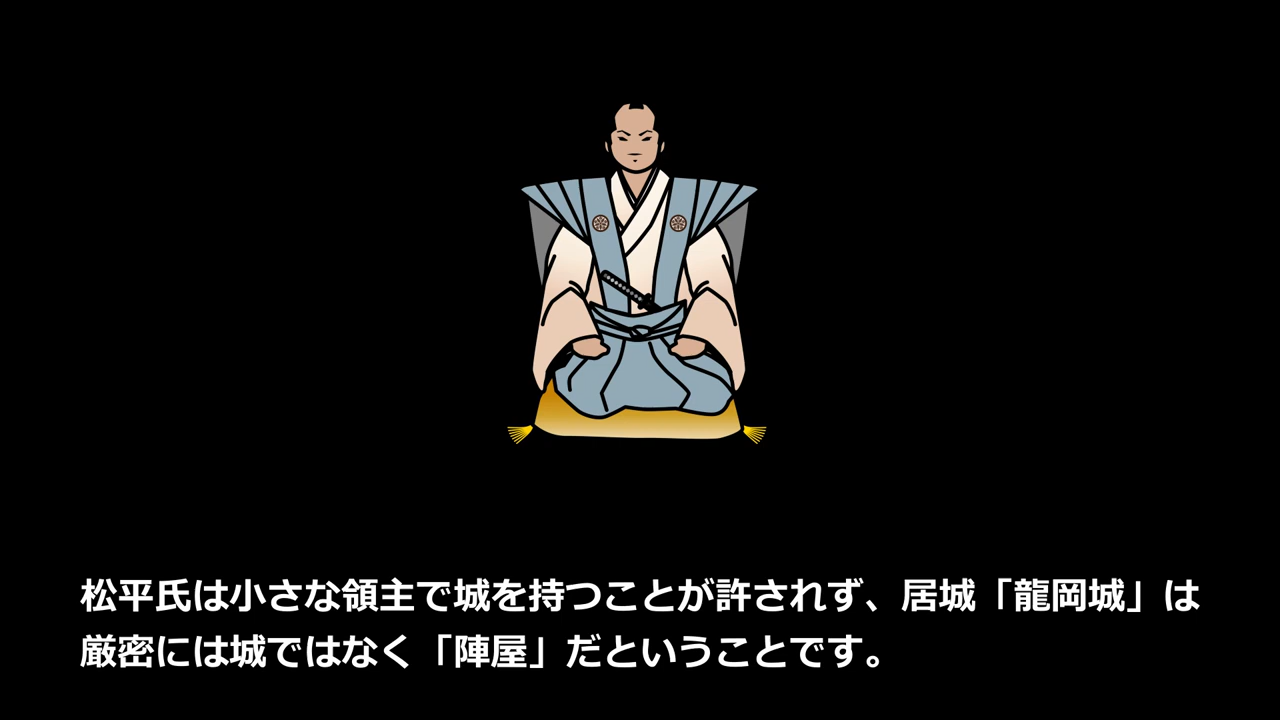 松平氏は小さな領主で城を持つことが許されず、居城「龍岡城」は
厳密には城ではなく「陣屋」だということです。